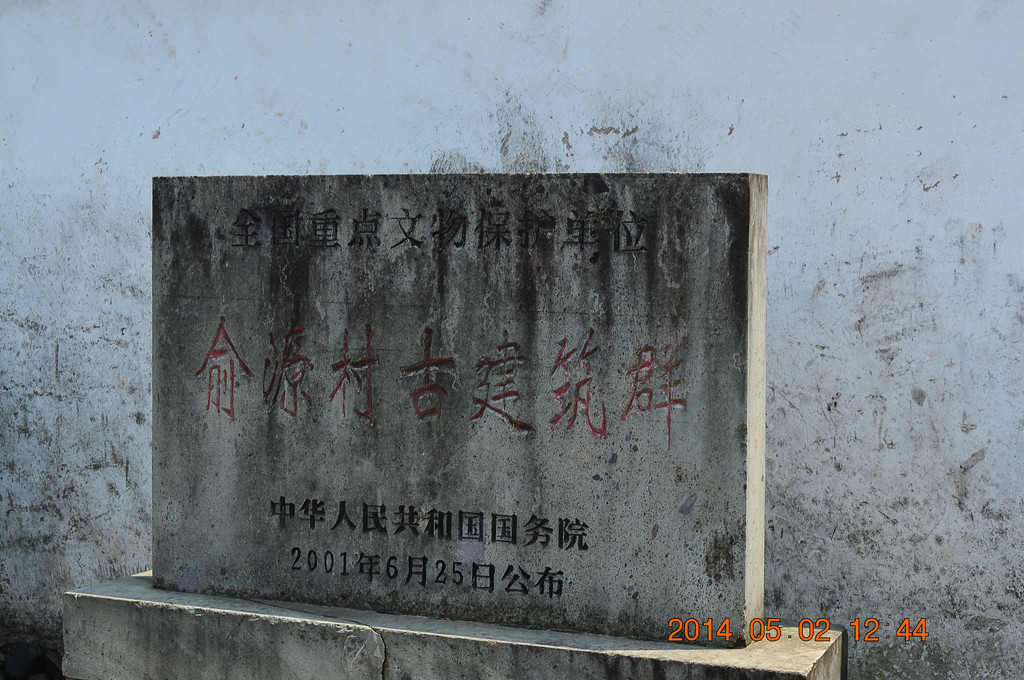 全国重点文物保护单位
俞源村古建筑群
中华人民共和国国务院
2001年6月25日公布
2014 05 02 12 44